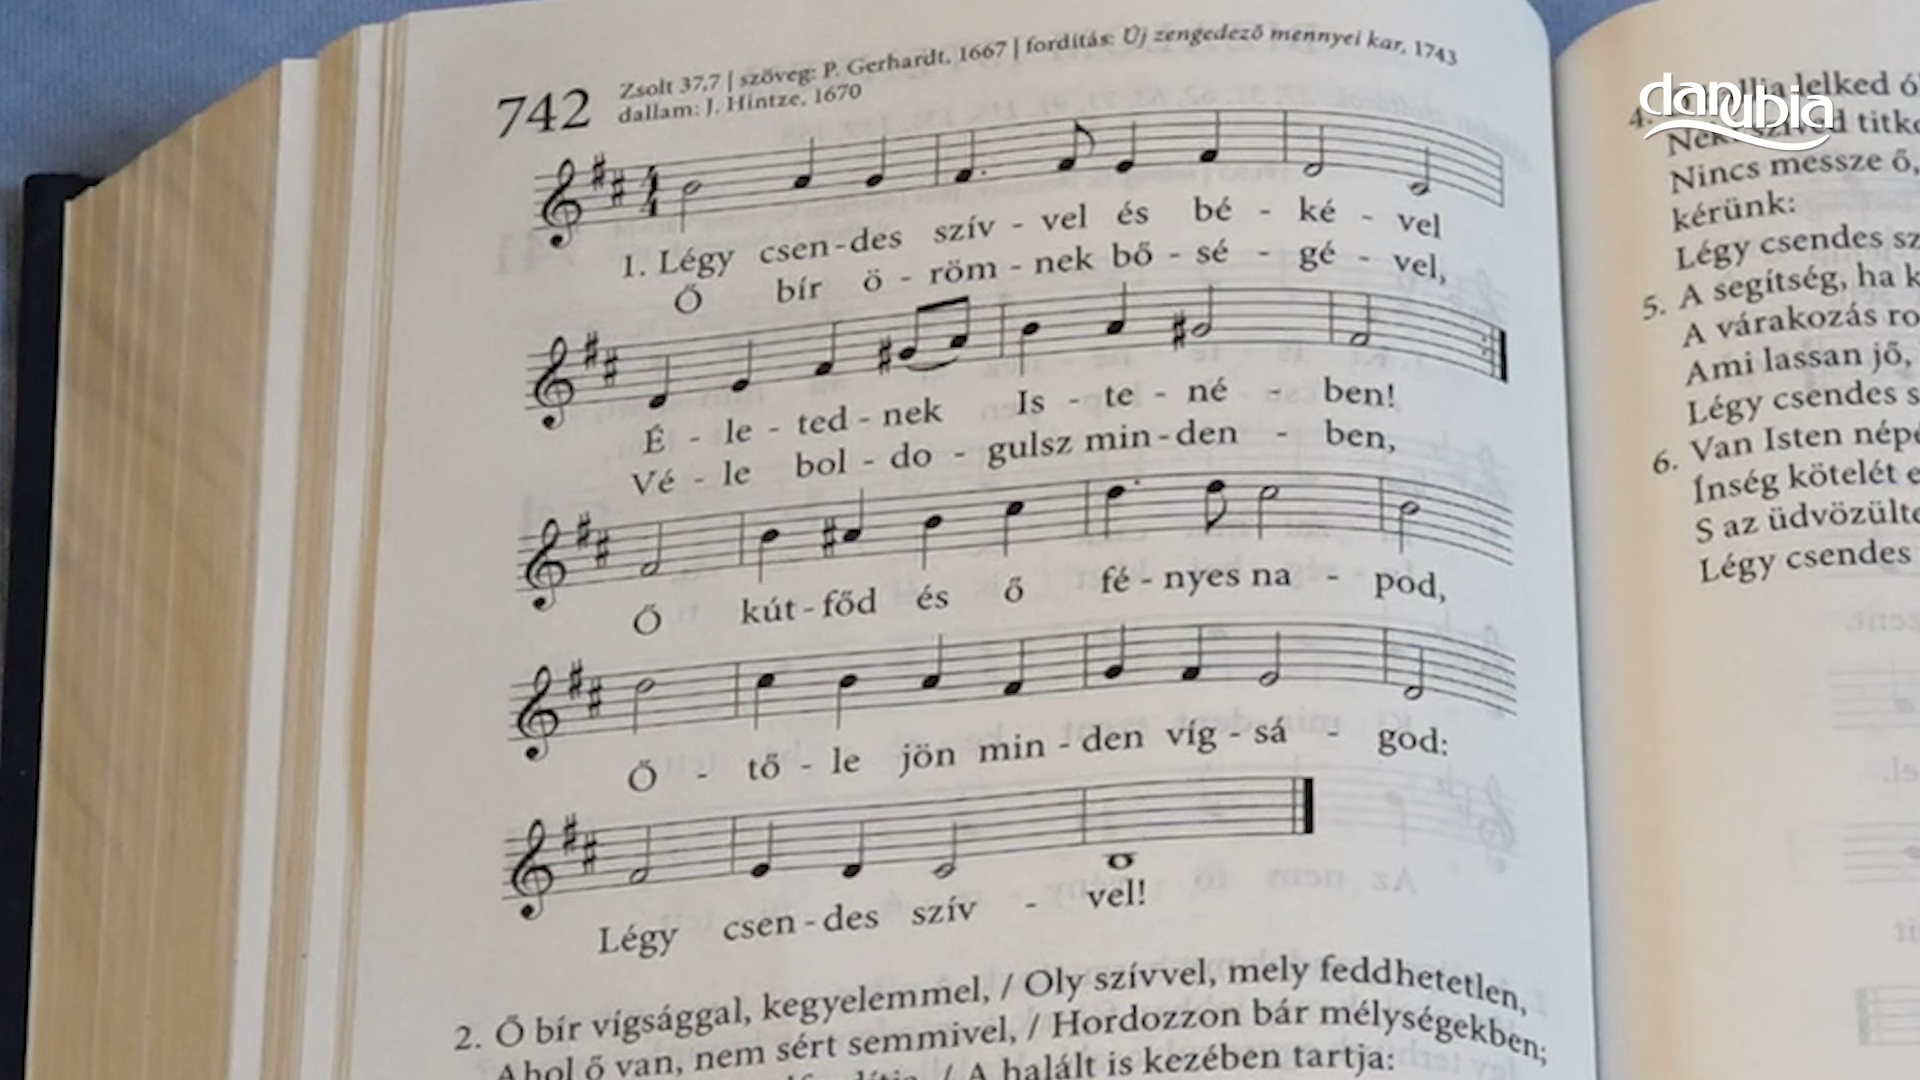 742
Zsolt 37,7 | szöveg: P. Gerhardt, 1667 | fordítás: Új zengedező mennyei kar, 1743
dallam: J. Hintze, 1670
1. Légy csen-des szív - vel és bé - ké - vel
Ő bír ö - röm - nek bő - sé - gé - vel,
É - le - ted - nek Is - te - né - ben!
Vé - le bol - do - gulsz min - den - ben,
Ő kút - főd és ő fé - nyes na - pod,
Ő - tő - le jön min - den víg - sá - god:
Légy csen - des szív - vel!
2. Ő bír vígsággal, kegyelemmel, / Oly szívvel, mely feddhetetlen,
Ahol ő van, nem sért semmivel, / Hordozzon bár mélységekben;
/ A halált is kezében tartja:
danubia
4. lelked
szíved
Nincs messze ő,
kérünk:
Légy csendes
5. A segítség, ha
A várakozás
Ami lassan jő,
Légy csendes
6. Van Isten
Ínség kötelét
S az
Légy csendes